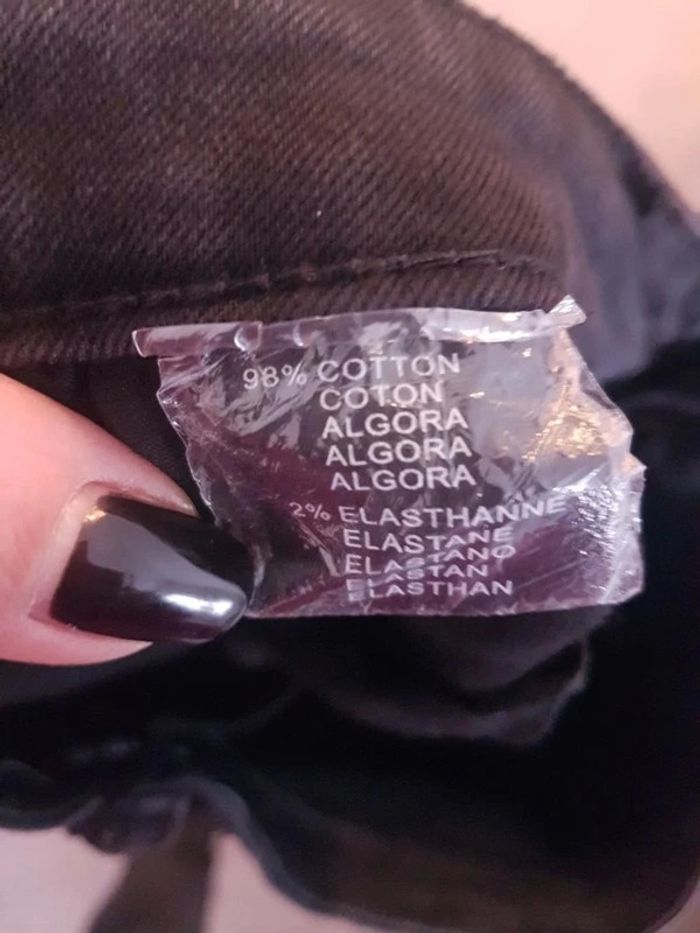 98% COTTON
COTON
ALGORA
ALGORA
ALGORA
2% ELASTHANNE
ELASTANE
ELASTANO
ELASTAN
ELASTHAN